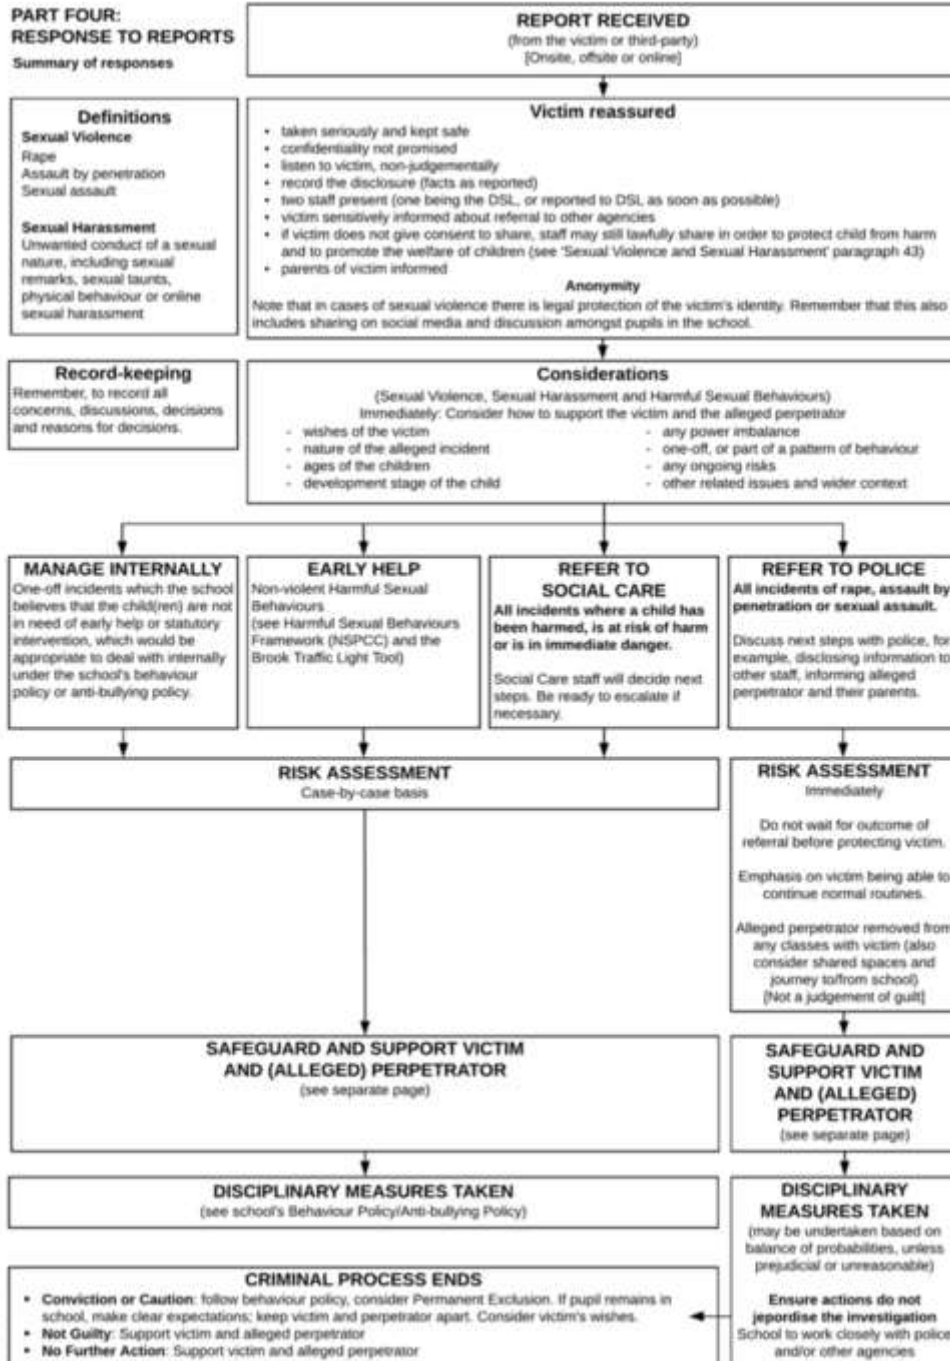 PART FOUR:
RESPONSE TO REPORTS
Summary of responses
REPORT RECEIVED
(from the victim or third-party)
[Onsite, offsite or online]
Definitions
Sexual Violence
Rape
Assault by penetration
Sexual assault
Sexual Harassment
Unwanted conduct of a sexual
nature, including sexual
remarks, sexual taunts,
physical behaviour or online
sexual harassment
Victim reassured
• taken seriously and kept safe
• confidentiality not promised
• listen to victim, non-judgementally
• record the disclosure (facts as reported)
• two staff present (one being the DSL, or reported to DSL as soon as possible)
• victim sensitively informed about referral to other agencies
• if victim does not give consent to share, staff may still lawfully share in order to protect child from harm
and to promote the welfare of children (see 'Sexual Violence and Sexual Harassment' paragraph 43)
• parents of victim informed
Anonymity
Note that in cases of sexual violence there is legal protection of the victim's identity. Remember that this also
includes sharing on social media and discussion amongst pupils in the school.
Record-keeping
Remember, to record all
concerns, discussions, decisions
and reasons for decisions.
Considerations
(Sexual Violence, Sexual Harassment and Harmful Sexual Behaviours)
Immediately: Consider how to support the victim and the alleged perpetrator
- wishes of the victim
- nature of the alleged incident
- ages of the children
- development stage of the child
- any power imbalance
- one-off, or part of a pattern of behaviour
- any ongoing risks
- other related issues and wider context
MANAGE INTERNALLY
One-off incidents which the school
believes that the child(ren) are not
in need of early help or statutory
intervention, which would be
appropriate to deal with internally
under the school's behaviour
policy or anti-bullying policy.
EARLY HELP
Non-violent Harmful Sexual
Behaviours
(see Harmful Sexual Behaviours
Framework (NSPCC) and the
Brook Traffic Light Tool)
REFER TO
SOCIAL CARE
All incidents where a child has
been harmed, is at risk of harm
or is in immediate danger.
Social Care staff will decide next
steps. Be ready to escalate if
necessary.
REFER TO POLICE
All incidents of rape, assault by
penetration or sexual assault.
Discuss next steps with police, for
example, disclosing information to
other staff, informing alleged
perpetrator and their parents.
RISK ASSESSMENT
Case-by-case basis
RISK ASSESSMENT
Immediately
Do not wait for outcome of
referral before protecting victim.
Emphasis on victim being able to
continue normal routines.
Alleged perpetrator removed from
any classes with victim (also
consider shared spaces and
journey to/from school)
[Not a judgement of guilt]
SAFEGUARD AND SUPPORT VICTIM
AND (ALLEGED) PERPETRATOR
(see separate page)
SAFEGUARD AND
SUPPORT VICTIM
AND (ALLEGED)
PERPETRATOR
(see separate page)
DISCIPLINARY MEASURES TAKEN
(see school's Behaviour Policy/Anti-bullying Policy)
DISCIPLINARY
MEASURES TAKEN
(may be undertaken based on
balance of probabilities, unless
prejudicial or unreasonable)
Ensure actions do not
jepordise the investigation
School to work closely with police
and/or other agencies
CRIMINAL PROCESS ENDS
• Conviction or Caution: follow behaviour policy, consider Permanent Exclusion. If pupil remains in
school, make clear expectations; keep victim and perpetrator apart. Consider victim's wishes.
• Not Guilty: Support victim and alleged perpetrator
• No Further Action: Support victim and alleged perpetrator